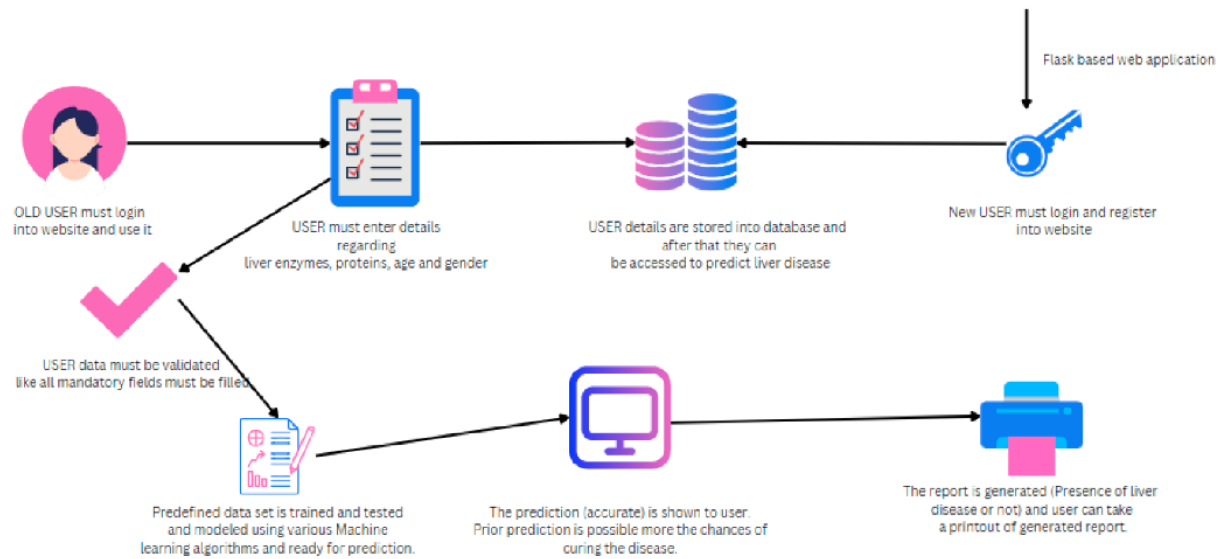 Flask based web application
OLD USER must login
into website and use it
USER must enter details
regarding
liver enzymes, proteins, age and gender
USER details are stored into database and
after that they can
be accessed to predict liver disease
New USER must login and register
into website
USER data must be validated
like all mandatory fields must be filled
Predefined data set is trained and tested
and modeled using various Machine
learning algorithms and ready for prediction.
The prediction (accurate) is shown to user.
Prior prediction is possible more the chances of
curing the disease.
The report is generated (Presence of liver
disease or not) and user can take
a printout of generated report.